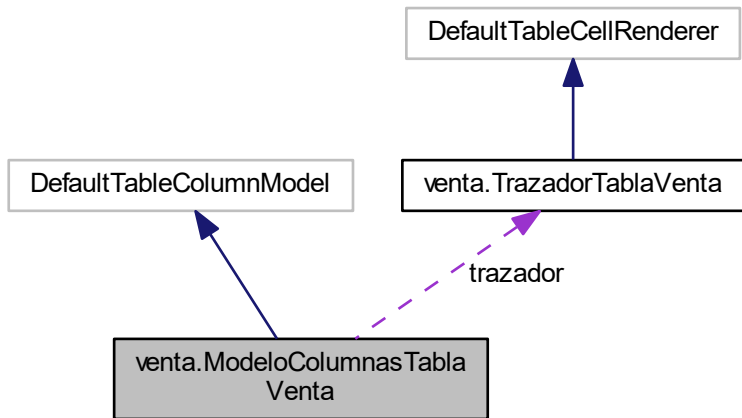 DefaultTableCellRenderer
DefaultTableColumnModel
venta.TrazadorTablaVenta
trazador
venta.ModeloColumnasTabla
Venta